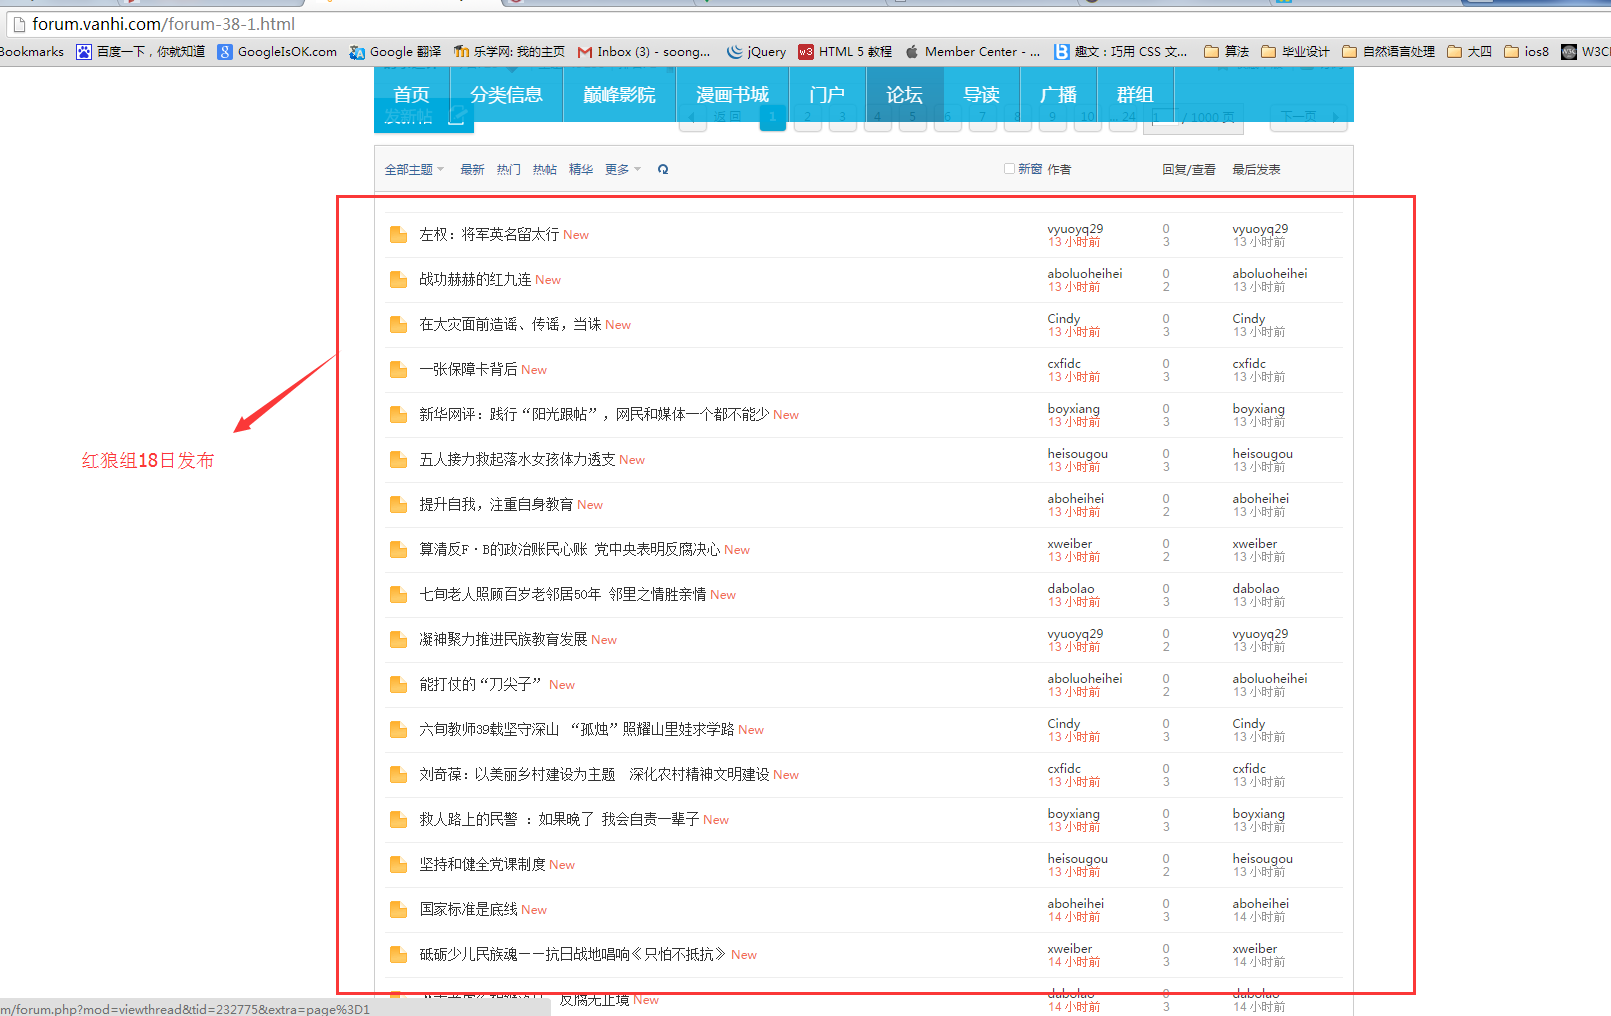 forum.vanhi.com/forum-38-1.html
Bookmarks 百度一下，你就知道 GoogleIsOK.com Google 翻译 乐学网: 我的主页 Inbox (3) - soong... jQuery HTML 5 教程 Member Center - ... 趣文：巧用 CSS 文... 算法 毕业设计 自然语言处理 大四 ios8 W3C
首页 分类信息 巅峰影院 漫画书城 门户 论坛 导读 广播 群组
发新帖 返回 1 2 3 4 5 6 7 8 9 10 ... 24 1 / 1000 页 下一页
全部主题 最新 热门 热帖 精华 更多 新窗 作者 回复/查看 最后发表
左权：将军英名留太行 New vyuoyq29 0 vyuoyq29
13 小时前 3 13 小时前
战功赫赫的红九连 New aboluoheihei 0 aboluoheihei
13 小时前 2 13 小时前
在大灾面前造谣、传谣，当诛 New Cindy 0 Cindy
13 小时前 3 13 小时前
一张保障卡背后 New cxfidc 0 cxfidc
13 小时前 3 13 小时前
新华网评：践行“阳光跟帖”，网民和媒体一个都不能少 New boyxiang 0 boyxiang
13 小时前 3 13 小时前
五人接力救起落水女孩体力透支 New heisougou 0 heisougou
13 小时前 3 13 小时前
红狼组18日发布
提升自我，注重自身教育 New aboheihei 0 aboheihei
13 小时前 2 13 小时前
算清反F·B的政治账民心账 党中央表明反腐决心 New xweiber 0 xweiber
13 小时前 2 13 小时前
七旬老人照顾百岁老邻居50年 邻里之情胜亲情 New dabolao 0 dabolao
13 小时前 3 13 小时前
凝神聚力推进民族教育发展 New vyuoyq29 0 vyuoyq29
13 小时前 2 13 小时前
能打仗的“刀尖子” New aboluoheihei 0 aboluoheihei
13 小时前 2 13 小时前
六旬教师39载坚守深山 “孤烛”照耀山里娃求学路 New Cindy 0 Cindy
13 小时前 3 13 小时前
刘奇葆：以美丽乡村建设为主题 深化农村精神文明建设 New cxfidc 0 cxfidc
13 小时前 3 13 小时前
救人路上的民警 ：如果晚了 我会自责一辈子 New boyxiang 0 boyxiang
13 小时前 3 13 小时前
坚持和健全党课制度 New heisougou 0 heisougou
13 小时前 2 13 小时前
国家标准是底线 New aboheihei 0 aboheihei
14 小时前 3 14 小时前
砥砺少儿民族魂——抗日战地唱响《只怕不抵抗》 New xweiber 0 xweiber
14 小时前 3 14 小时前
反腐无止境 New dabolao 0 dabolao
14 小时前 3 14 小时前
m/forum.php?mod=viewthread&tid=232775&extra=page%3D1